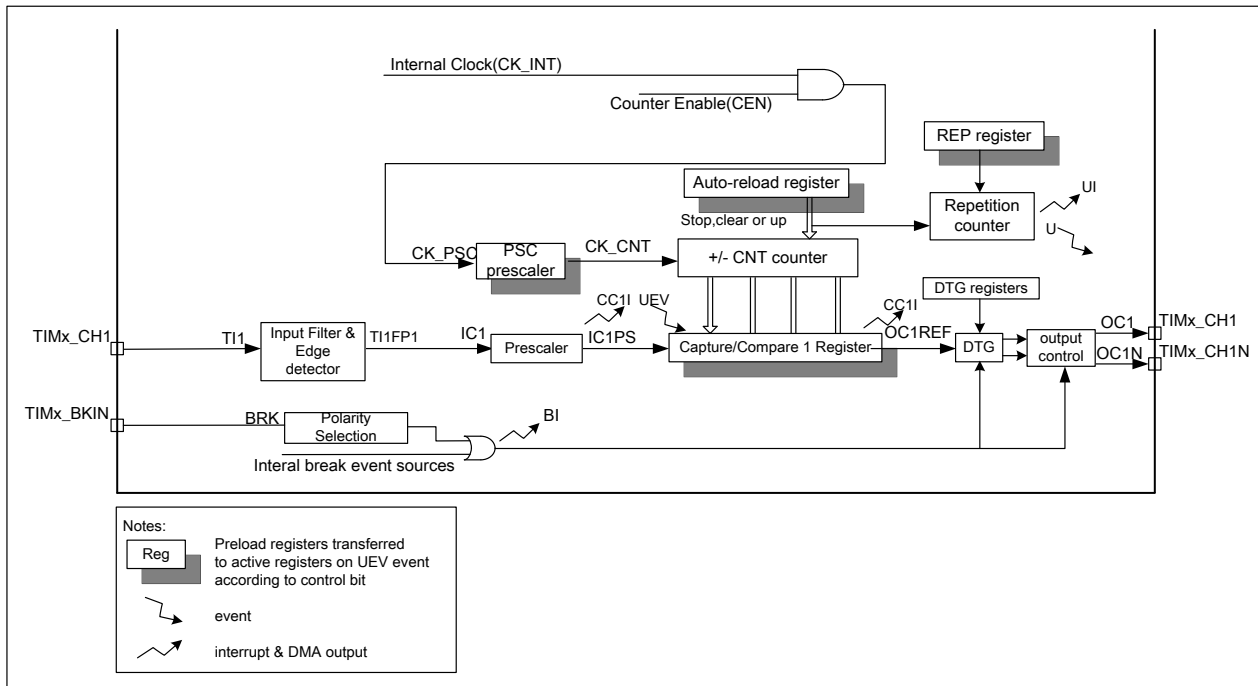 Internal Clock(CK_INT)
Counter Enable(CEN)
REP register
Auto-reload register
UI
Stop,clear or up
Repetition
counter
U
CK_PSC
PSC
prescaler
CK_CNT
+/- CNT counter
DTG registers
CC1I
UEV
CC1I
TIMx_CH1
TI1
Input Filter &
Edge
detector
TI1FP1
IC1
Prescaler
IC1PS
Capture/Compare 1 Register
OC1REF
DTG
output
control
OC1
TIMx_CH1
OC1N
TIMx_CH1N
TIMx_BKIN
BRK
Polarity
Selection
BI
Interal break event sources
Notes:
Reg
Preload registers transferred
to active registers on UEV event
according to control bit
event
interrupt & DMA output